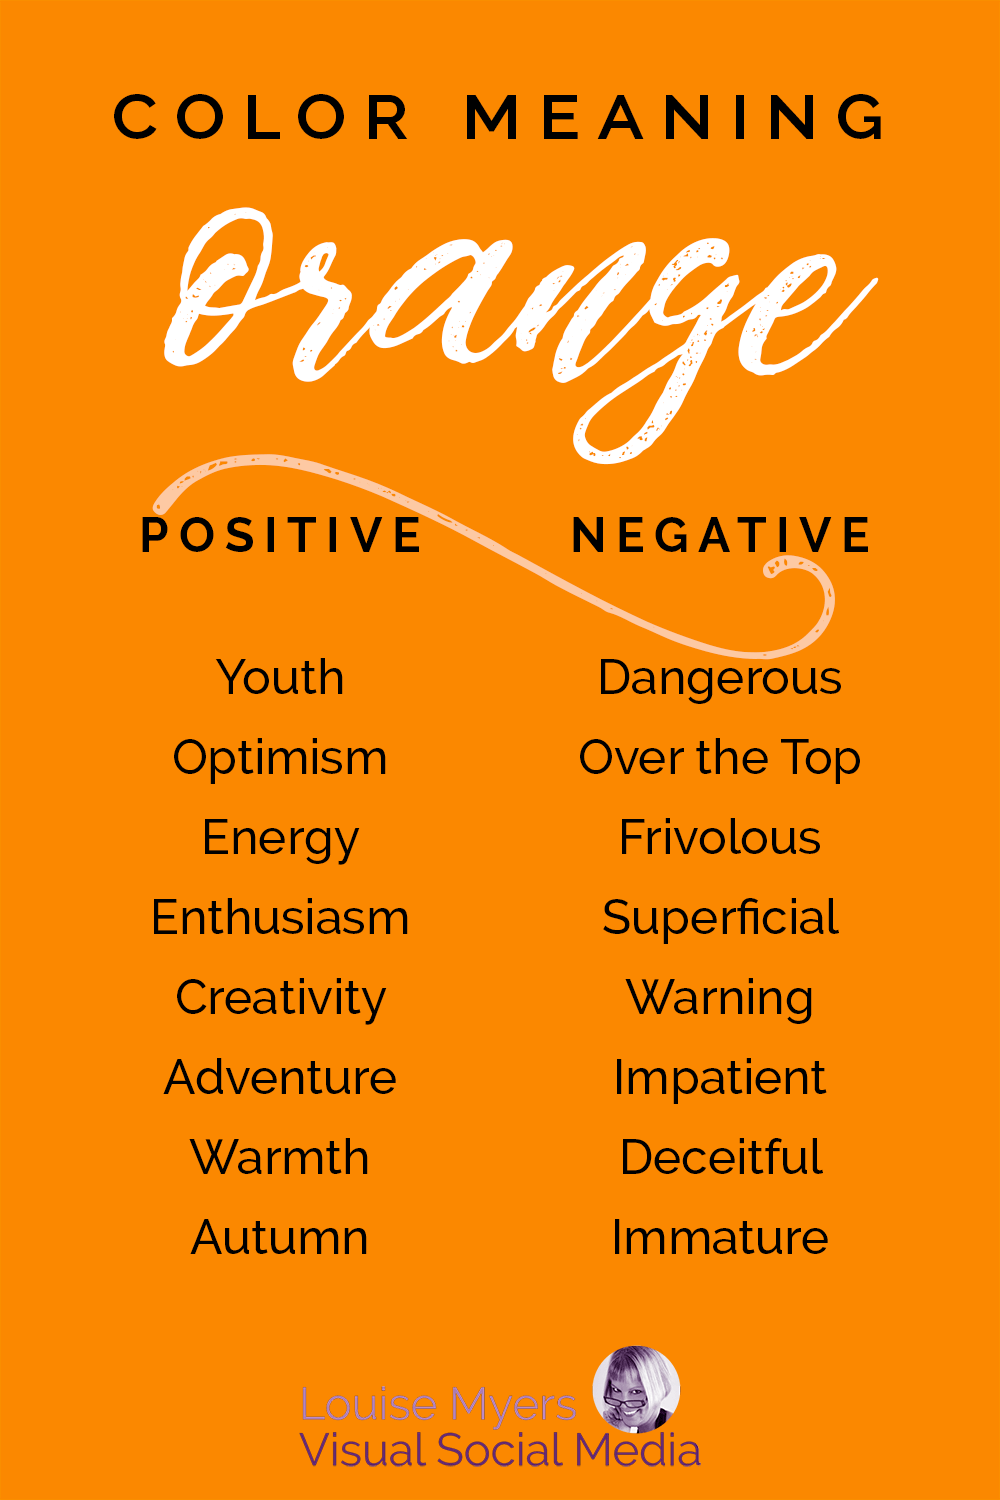 COLOR MEANING
orange
POSITIVE NEGATIVE
Youth Dangerous
Optimism Over the Top
Energy Frivolous
Enthusiasm Superficial
Creativity Warning
Adventure Impatient
Warmth Deceitful
Autumn Immature
Louise Myers
Visual Social Media